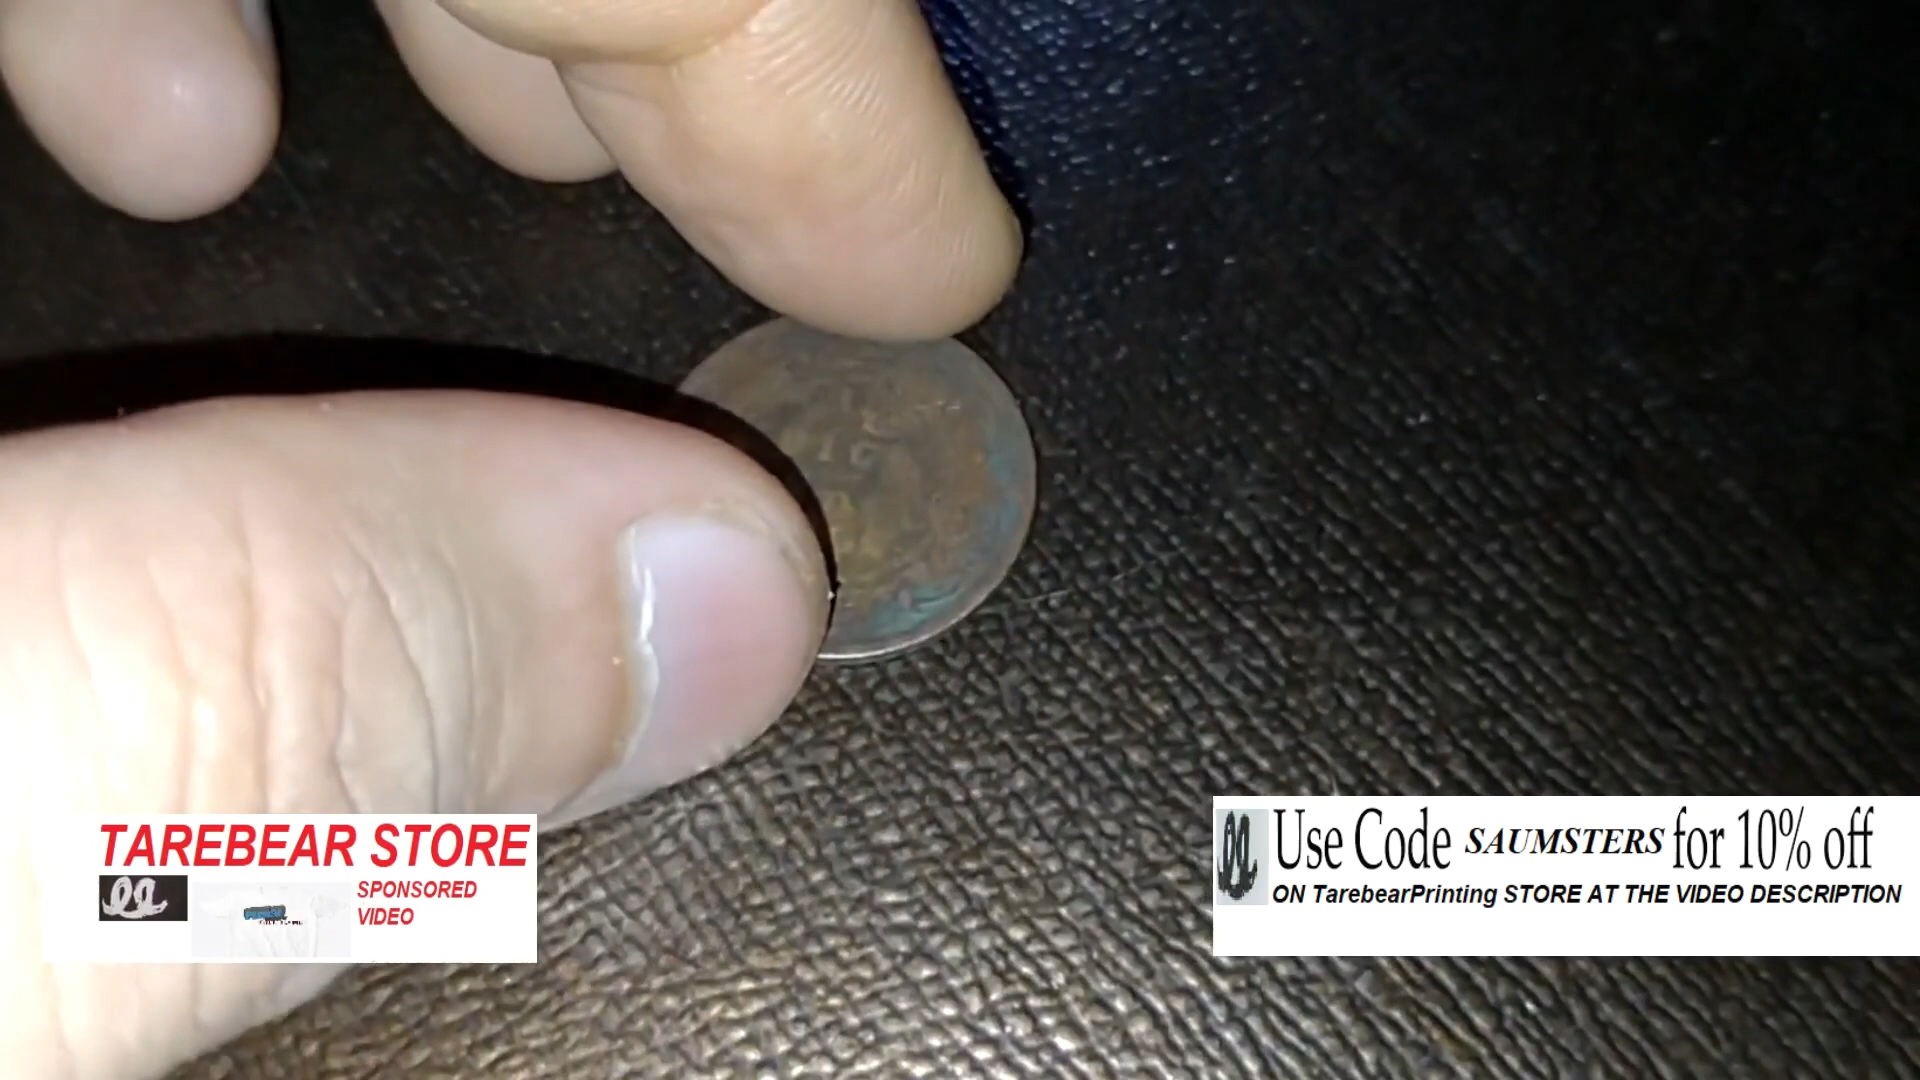 TAREBEAR STORE
SPONSORED
VIDEO
Use Code SAUMSTERS for 10% off
ON TarebearPrinting STORE AT THE VIDEO DESCRIPTION